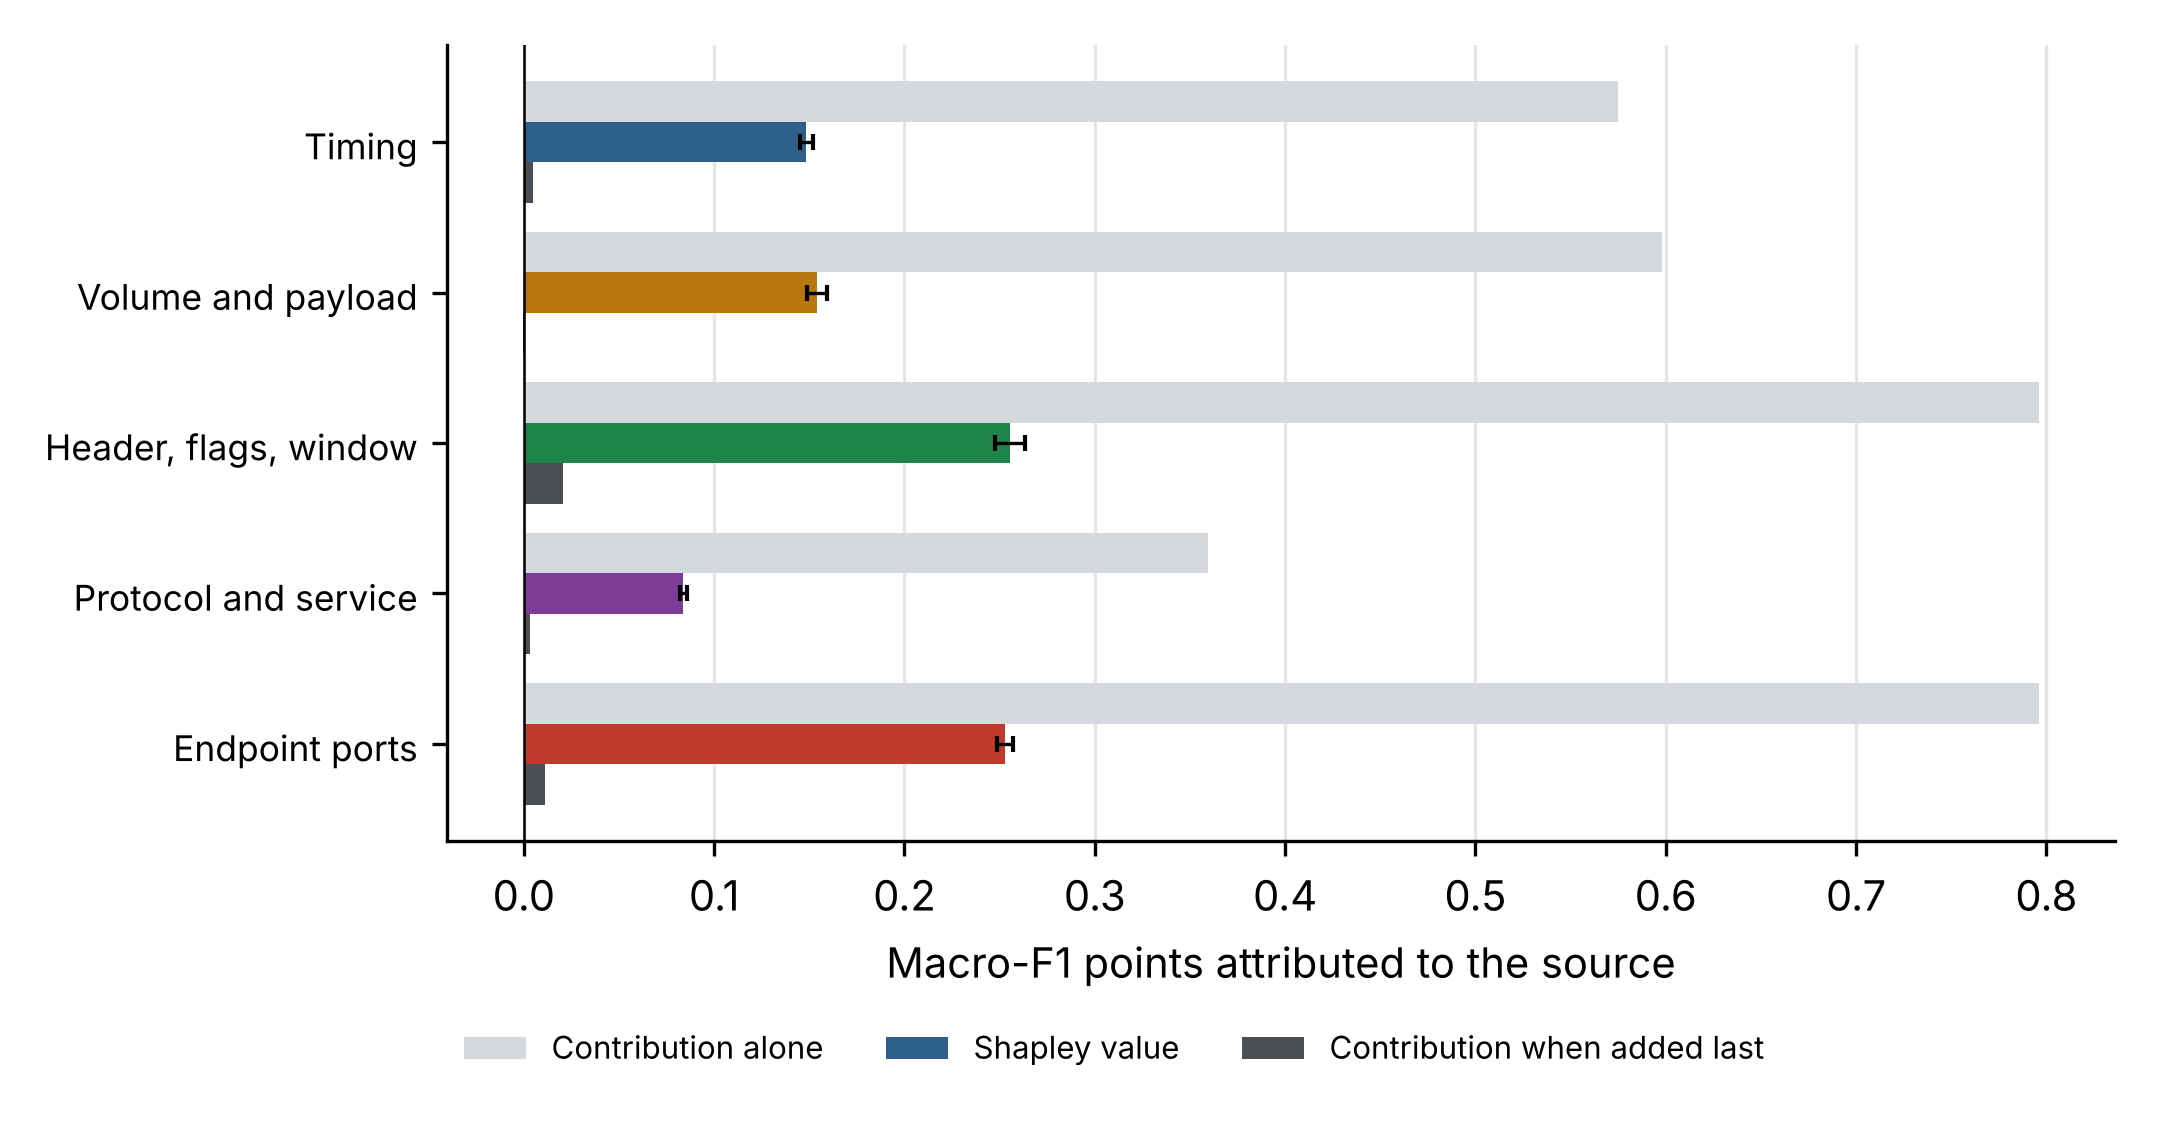 Timing
Volume and payload
Header, flags, window
Protocol and service
Endpoint ports
0.0 0.1 0.2 0.3 0.4 0.5 0.6 0.7 0.8
Macro-F1 points attributed to the source
Contribution alone Shapley value Contribution when added last